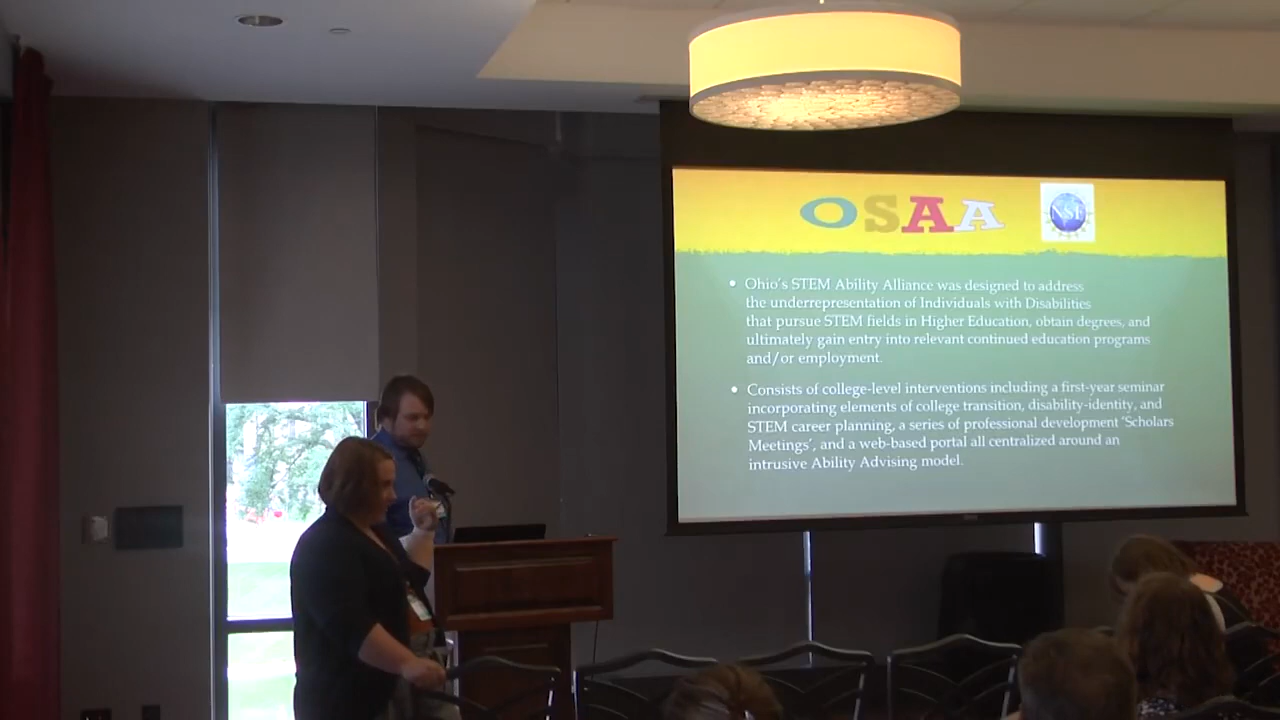 OSAA
NSF
• Ohio's STEM Ability Alliance was designed to address
the underrepresentation of Individuals with Disabilities
that pursue STEM fields in Higher Education, obtain degrees, and
ultimately gain entry into relevant continued education programs
and/or employment.
• Consists of college-level interventions including a first-year seminar
incorporating elements of college transition, disability-identity, and
STEM career planning, a series of professional development 'Scholars
Meetings', and a web-based portal all centralized around an
intrusive Ability Advising model.